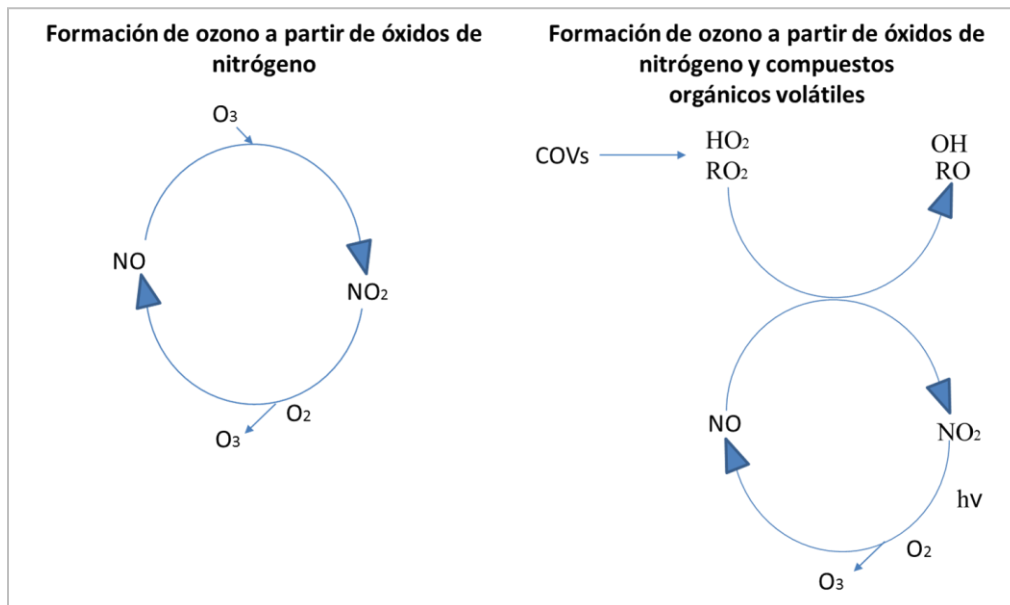 Formación de ozono a partir de óxidos de
nitrógeno
O3
NO
NO2
O2
O3
Formación de ozono a partir de óxidos de
nitrógeno y compuestos
orgánicos volátiles
COVs
HO2
RO2
OH
RO
NO
NO2
hv
O2
O3